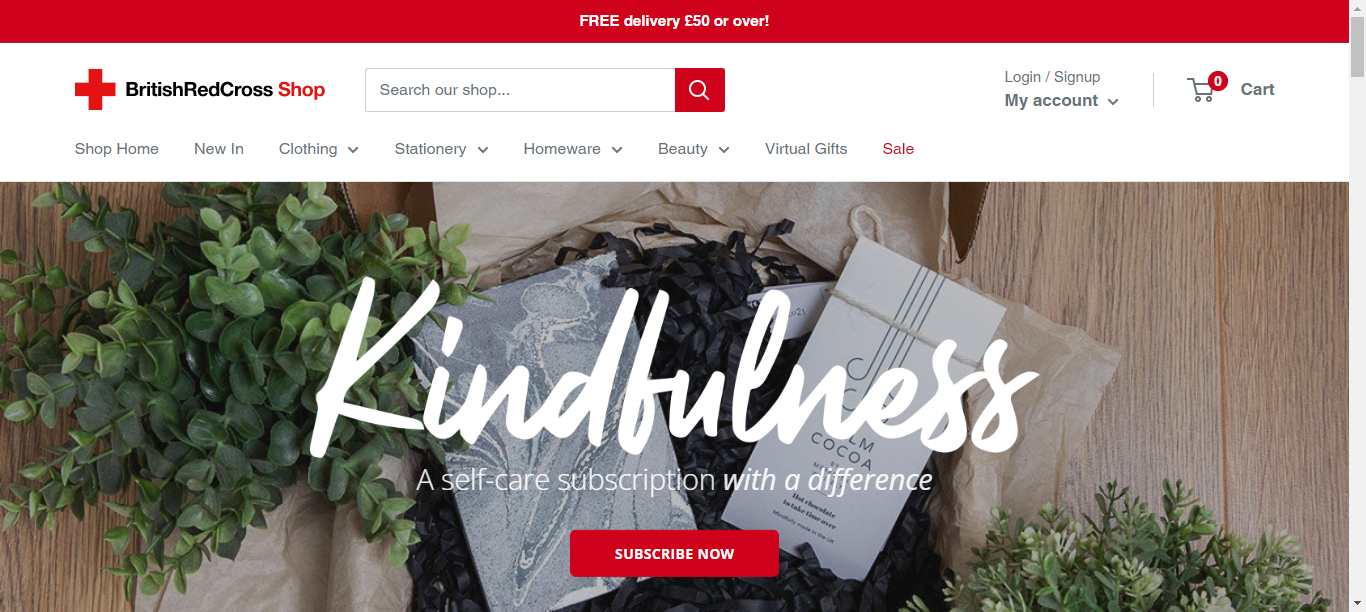 FREE delivery £50 or over!
BritishRedCross Shop
Search our shop...
Login / Signup
My account
0
Cart
Shop Home
New In
Clothing
Stationery
Homeware
Beauty
Virtual Gifts
Sale
Kindfulness
A self-care subscription with a difference
COCOA
Hot chocolate
to take time over
Mindfully made in the UK
SUBSCRIBE NOW